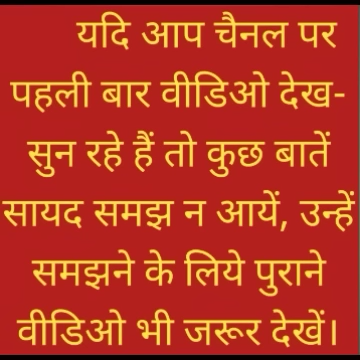 यदि आप चैनल पर
पहली बार वीडिओ देख-
सुन रहे हैं तो कुछ बातें
सायद समझ न आयें, उन्हें
समझने के लिये पुराने
वीडिओ भी जरूर देखें।